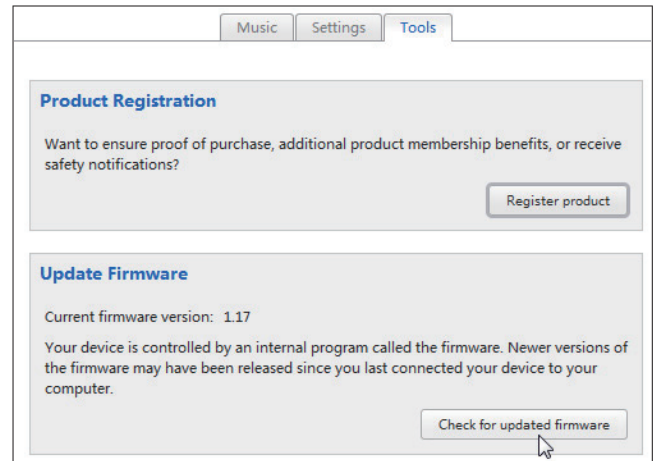 Music Settings Tools
Product Registration
Want to ensure proof of purchase, additional product membership benefits, or receive
safety notifications?
Register product
Update Firmware
Current firmware version: 1.17
Your device is controlled by an internal program called the firmware. Newer versions of
the firmware may have been released since you last connected your device to your
computer.
Check for updated firmware